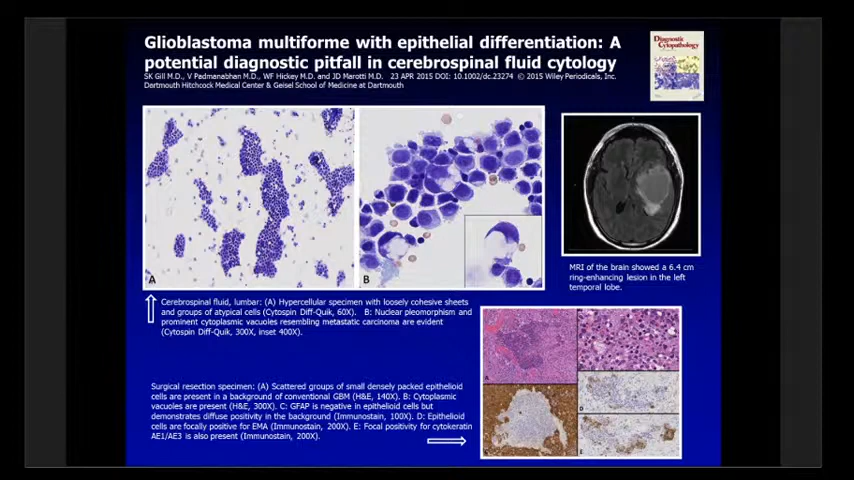 Glioblastoma multiforme with epithelial differentiation: A
potential diagnostic pitfall in cerebrospinal fluid cytology
SK Gill M.D., V Padmanabhan M.D., WF Hickey M.D. and JD Marotti M.D. 23 APR 2015 DOI: 10.1002/dc.23274 © 2015 Wiley Periodicals, Inc.
Dartmouth Hitchcock Medical Center & Geisel School of Medicine at Dartmouth
Diagnostic
Cytopathology
A
B
MRI of the brain showed a 6.4 cm
ring-enhancing lesion in the left
temporal lobe.
Cerebrospinal fluid, lumbar: (A) Hypercellular specimen with loosely cohesive sheets
and groups of atypical cells (Cytospin Diff-Quik, 60X). B: Nuclear pleomorphism and
prominent cytoplasmic vacuoles resembling metastatic carcinoma are evident
(Cytospin Diff-Quik, 300X, inset 400X).
Surgical resection specimen: (A) Scattered groups of small densely packed epithelioid
cells are present in a background of conventional GBM (H&E, 140X). B: Cytoplasmic
vacuoles are present (H&E, 300X). C: GFAP is negative in epithelioid cells but
demonstrates diffuse positivity in the background (Immunostain, 100X). D: Epithelioid
cells are focally positive for EMA (Immunostain, 200X). E: Focal positivity for cytokeratin
AE1/AE3 is also present (Immunostain, 200X).
A
D
E